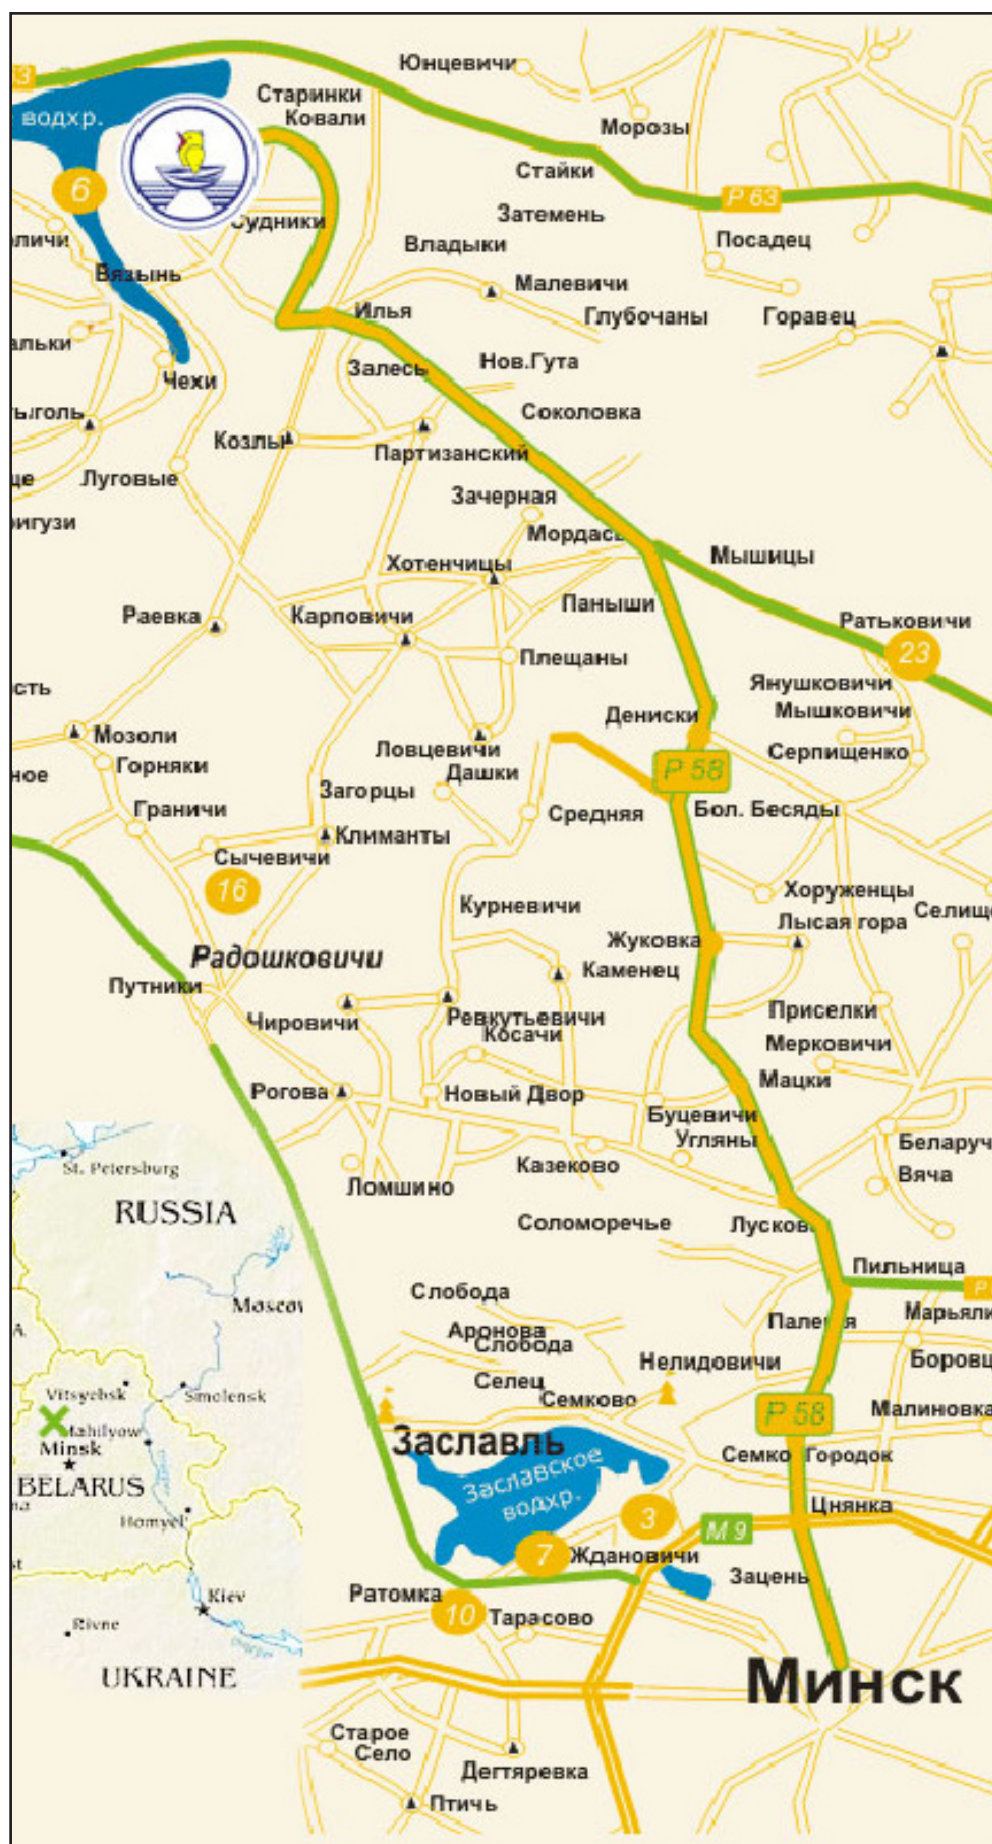 Юнцевичи
Старинки
Ковали
водхр.
Морозы
Стайки
6
Р 63
Затемень
Судники
Владыки
Посадец
Вязынь
Малевичи
Илья
Глубочаны
Горавец
Залесь
Нов.Гута
Чехи
Соколовка
Козлы
Партизанский
Луговые
Зачерная
Мордась
Мышицы
Хотенчицы
Паныши
Раевка
Карповичи
Ратьковичи
23
Плещаны
Янушковичи
Дениски
Мышковичи
Мозоли
Ловцевичи
Серпищенко
Горняки
Дашки
Р 58
Загорцы
Граничи
Средняя
Бол. Бесяды
Климанты
Сычевичи
16
Курневичи
Хоруженцы
Лысая гора
Жуковка
Радошковичи
Каменец
Путники
Чировичи
Ревкутьевичи
Косачи
Приселки
Мерковичи
Мацки
Рогова
Новый Двор
Буцевичи
Угляны
Казеково
Вяча
Ломшино
St. Petersburg
RUSSIA
Соломоречье
Лусково
Пильница
Слобода
Moscow
Аронова
Слобода
Нелидовичи
Селец
Семково
Vitsyebsk
Smolensk
Р 58
Малиновка
Mahilyow
Minsk
Заславль
Семко Городок
BELARUS
Заславское
водхр.
Цнянка
Homyel
3
М 9
7
Ждановичи
Зацень
Kiev
Ратомка
10
Тарасово
Rivne
UKRAINE
Минск
Старое
Село
Дегтяревка
Птичь